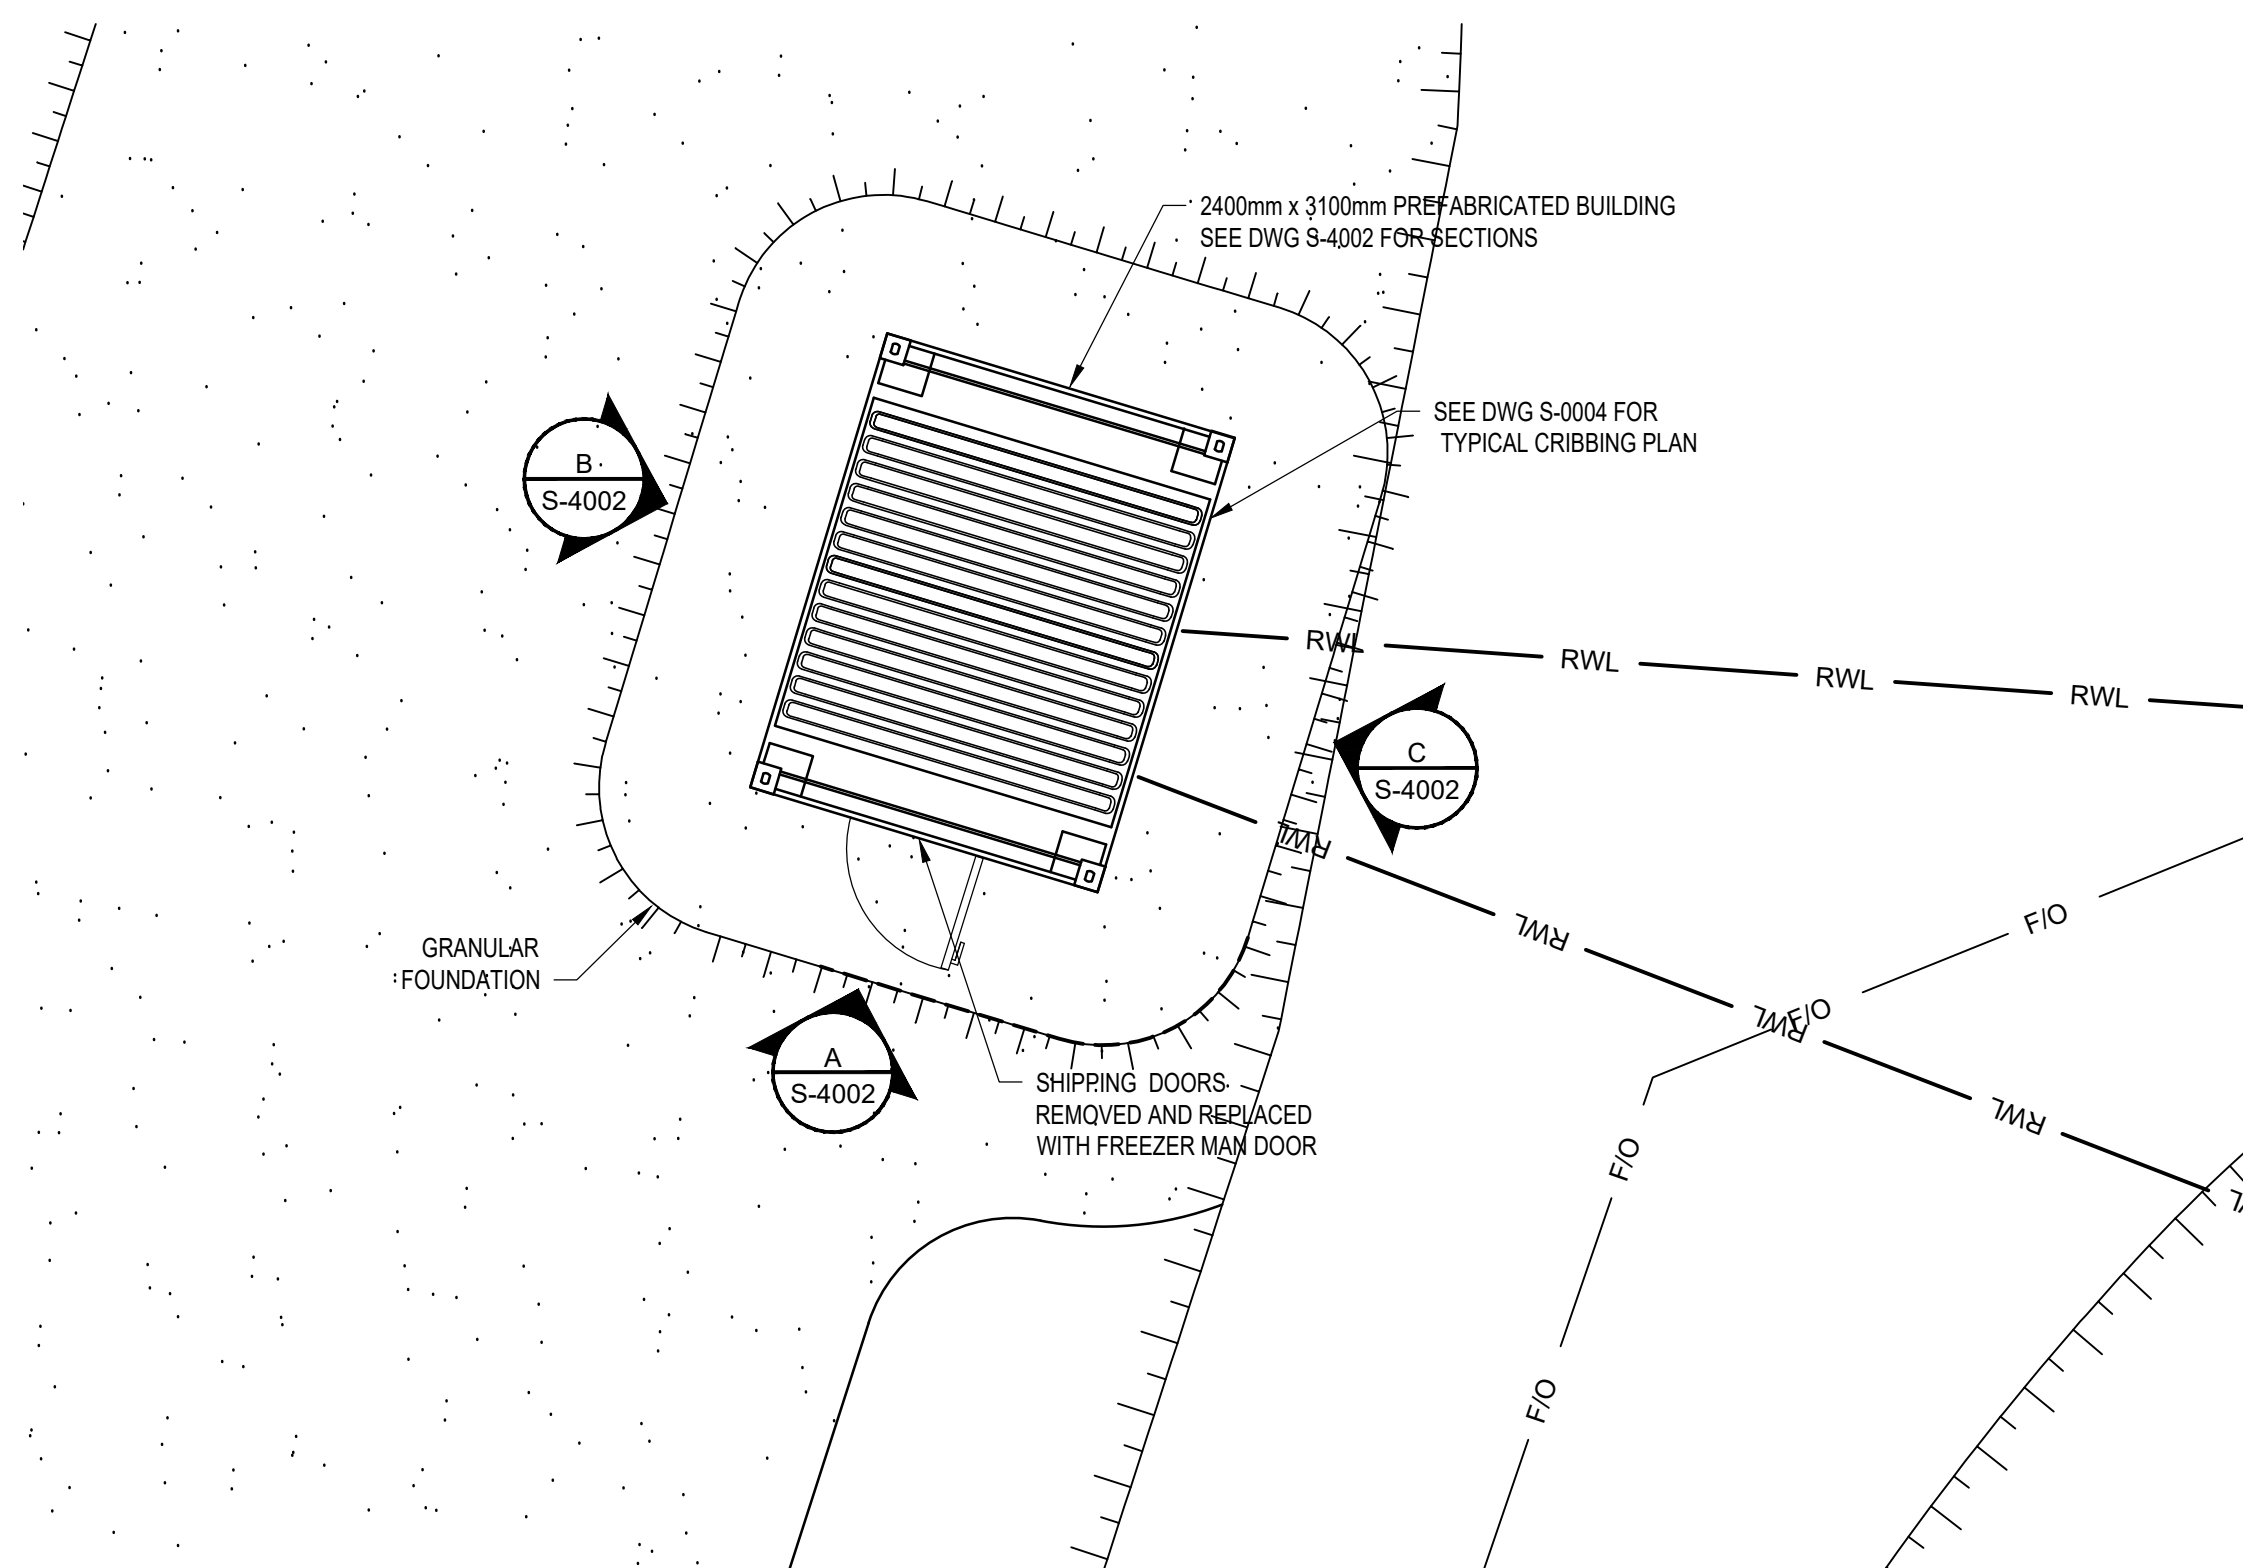 2400mm x 3100mm PREFABRICATED BUILDING
SEE DWG S-4002 FOR SECTIONS
SEE DWG S-0004 FOR
TYPICAL CRIBBING PLAN
B
S-4002
RWL
RWL
RWL
RWL
C
S-4002
RWL
RWL
RWL
RWL
F/O
F/O
F/O
F/O
GRANULAR
FOUNDATION
A
S-4002
SHIPPING DOORS
REMOVED AND REPLACED
WITH FREEZER MAN DOOR